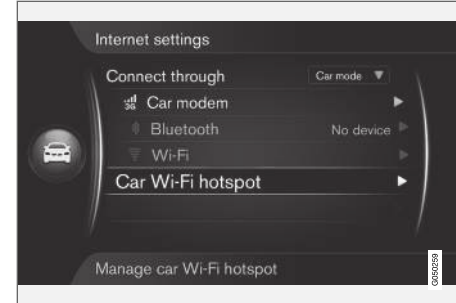 Internet settings
Connect through Car mode
3G Car modem
Bluetooth No device
Wi-Fi
Car Wi-Fi hotspot
Manage car Wi-Fi hotspot
G050259